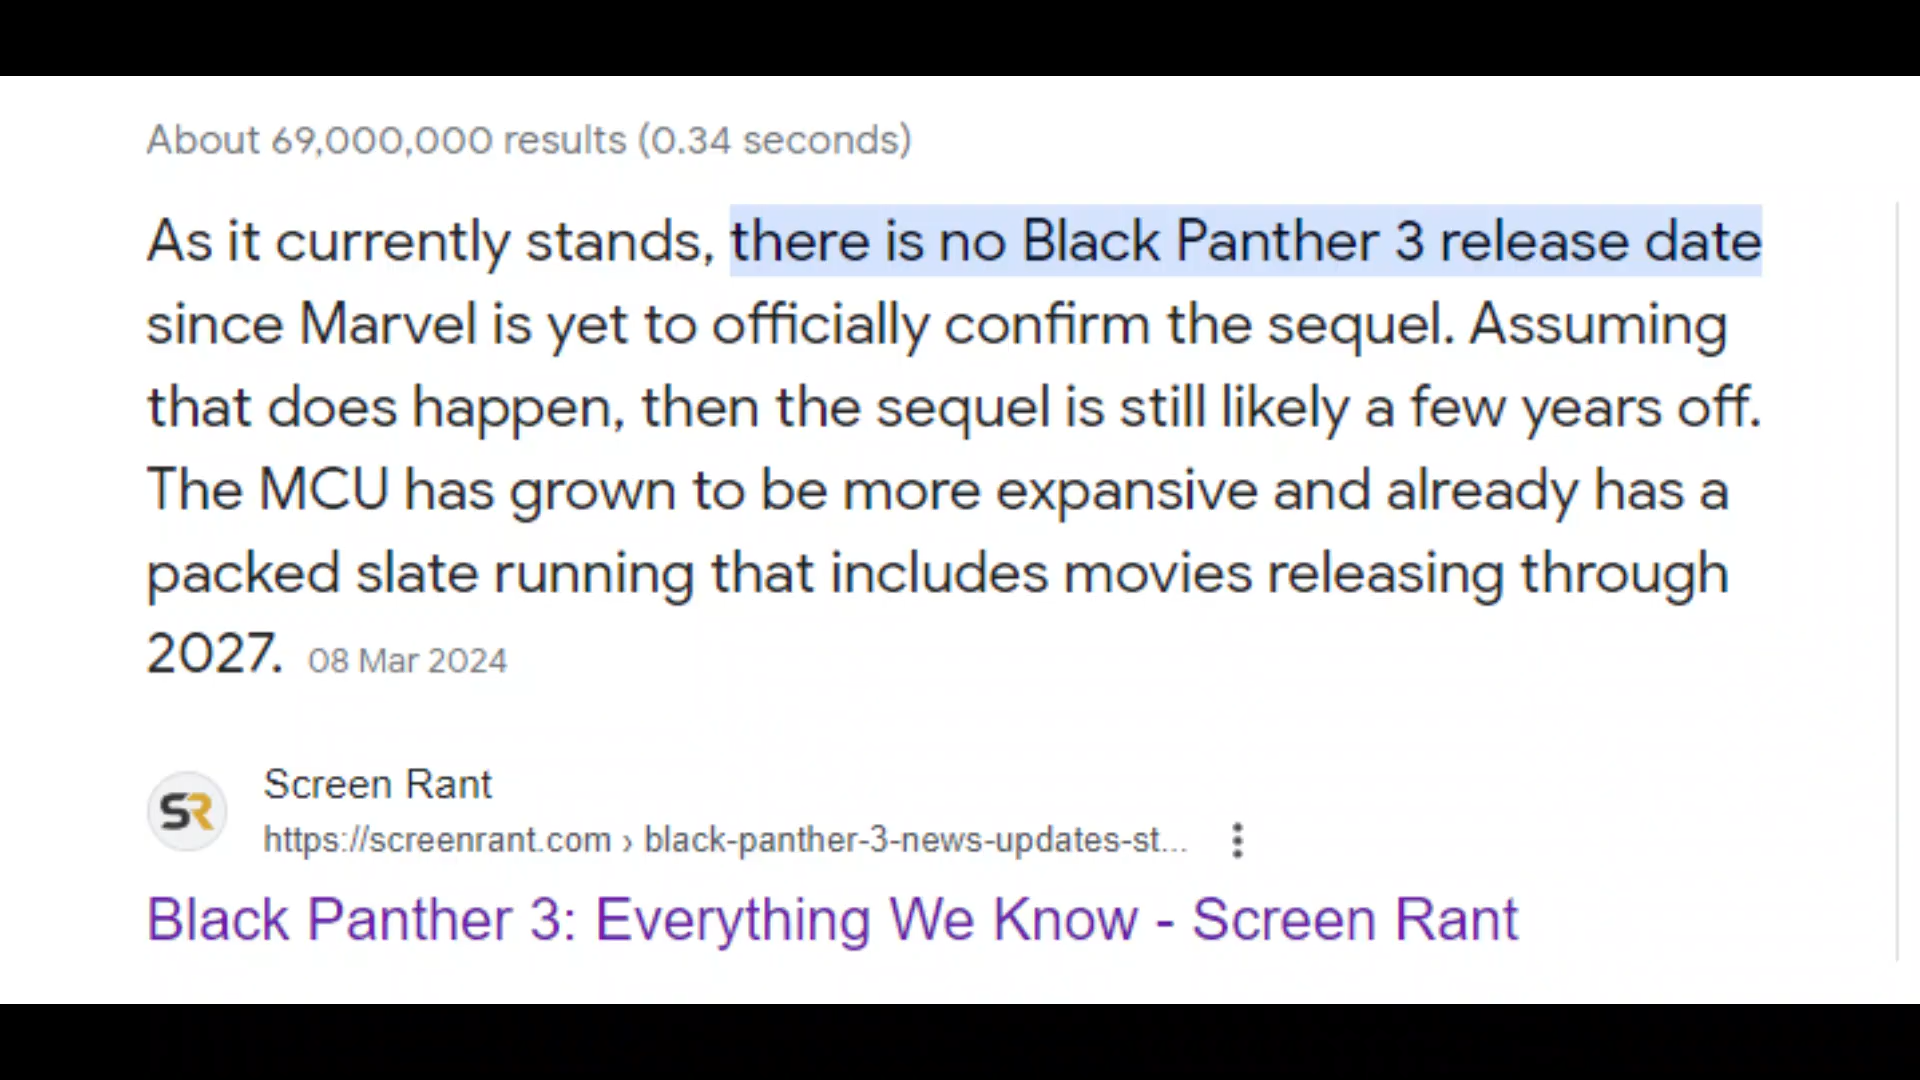 About 69,000,000 results (0.34 seconds)
As it currently stands, there is no Black Panther 3 release date
since Marvel is yet to officially confirm the sequel. Assuming
that does happen, then the sequel is still likely a few years off.
The MCU has grown to be more expansive and already has a
packed slate running that includes movies releasing through
2027. 08 Mar 2024
SR
Screen Rant
https://screenrant.com › black-panther-3-news-updates-st...
Black Panther 3: Everything We Know - Screen Rant